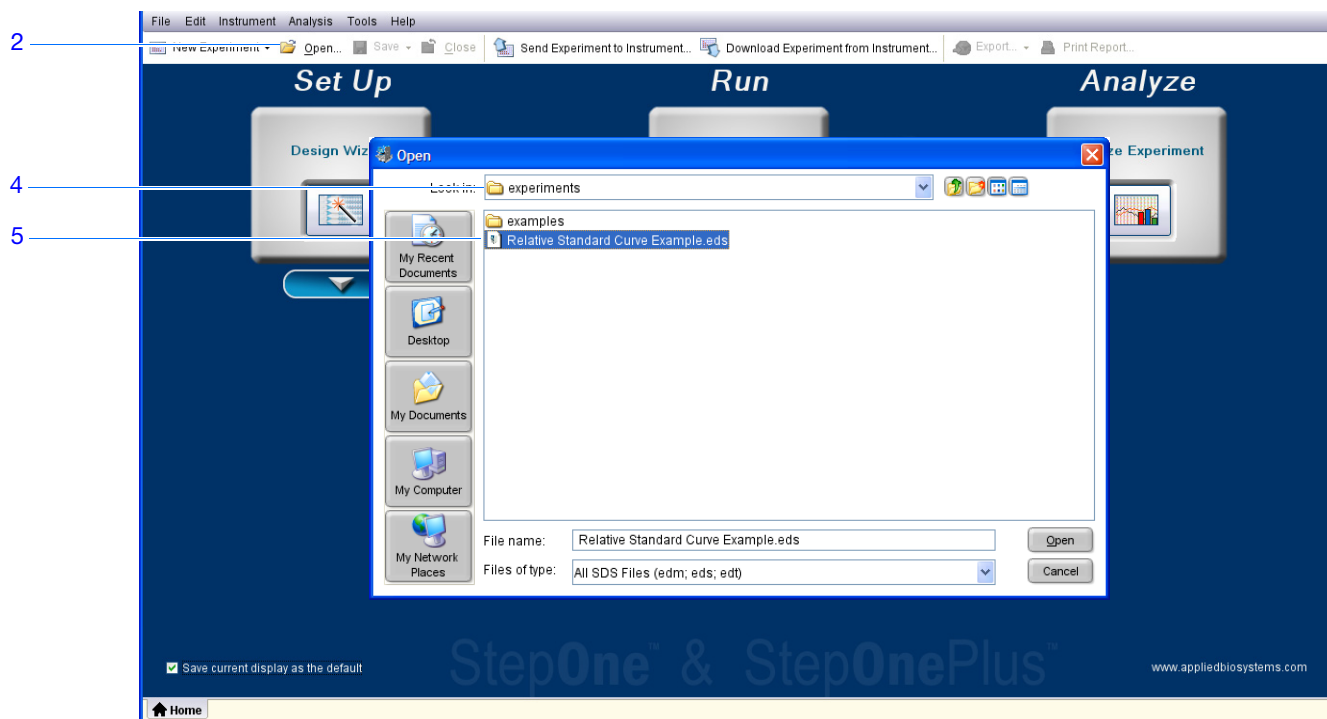 File Edit Instrument Analysis Tools Help
2
New Experiment Open... Save Close Send Experiment to Instrument... Download Experiment from Instrument... Export... Print Report...
Set Up Run Analyze
Design Wiz
ze Experiment
Open
4
Look in: experiments
examples
5
Relative Standard Curve Example.eds
My Recent
Documents
Desktop
My Documents
My Computer
My Network
Places
File name: Relative Standard Curve Example.eds Open
Files of type: All SDS Files (edm; eds; edt) Cancel
StepOne™ & StepOnePlus™
Save current display as the default
www.appliedbiosystems.com
Home